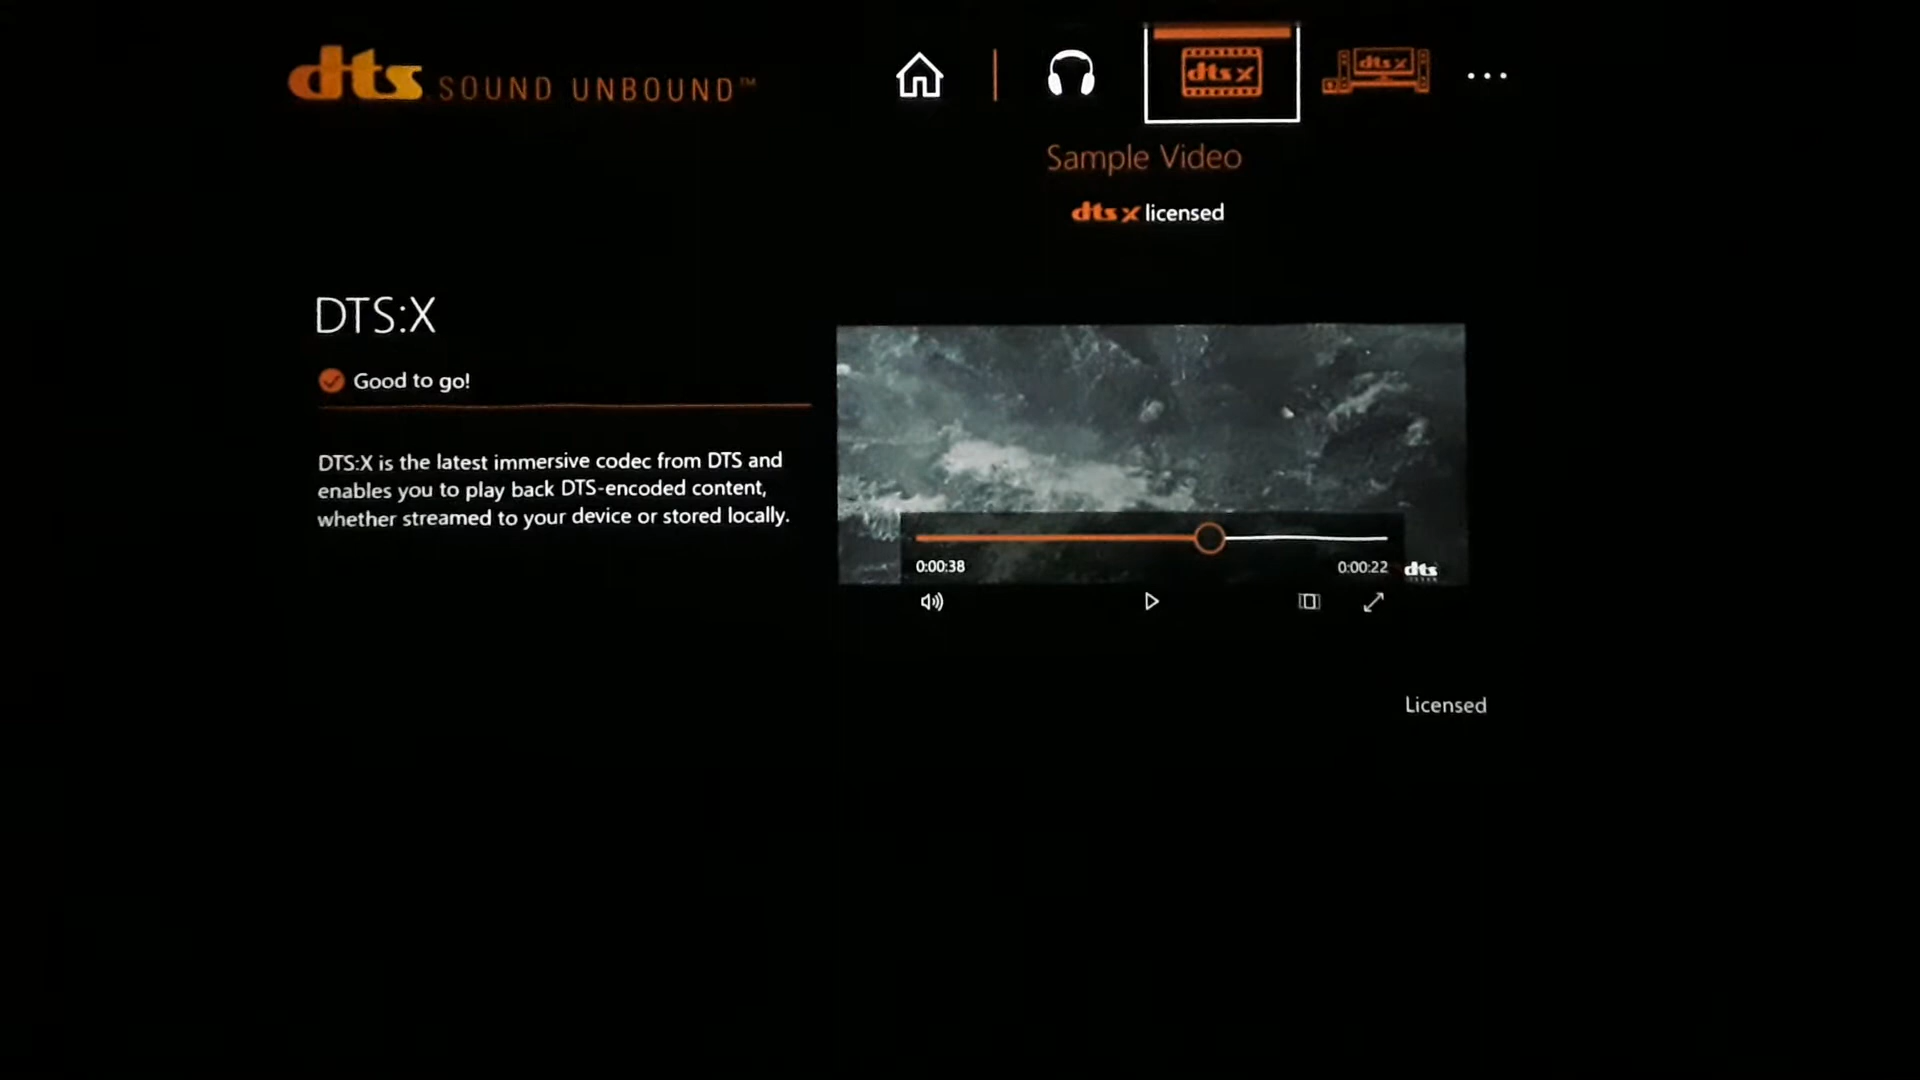 dts SOUND UNBOUND™
dts x
dts x
Sample Video
dts x licensed
DTS:X
Good to go!
DTS:X is the latest immersive codec from DTS and
enables you to play back DTS-encoded content,
whether streamed to your device or stored locally.
0:00:38
0:00:22
dts
Licensed